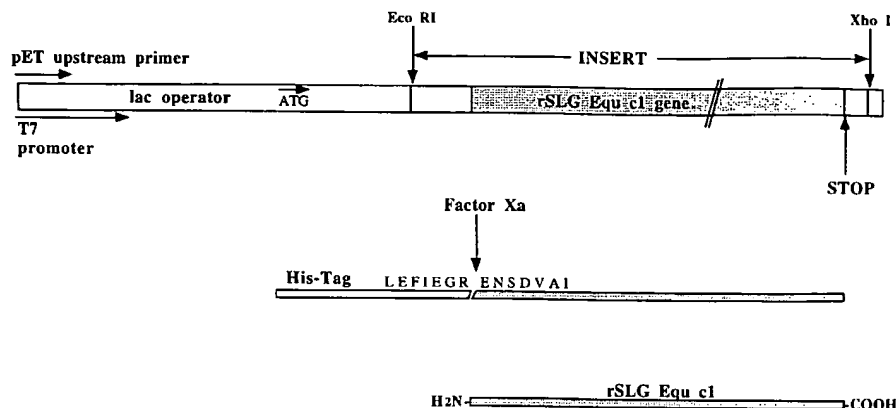 Eco RI
Xho I
pET upstream primer
INSERT
lac operator
ATG
rSLG Equ c1 gene
T7
promoter
STOP
Factor Xa
His-Tag
LEFIEGR ENSDVAI
rSLG Equ c1
H2N-
-COOH